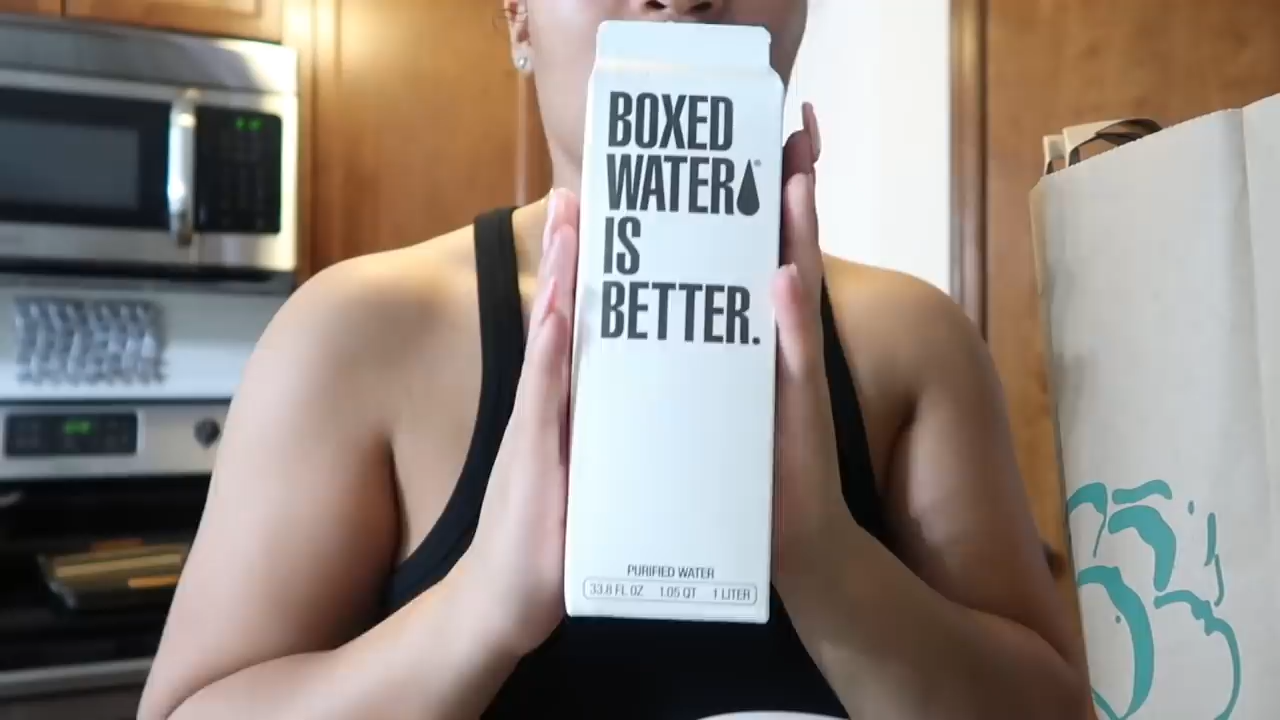 BOXED
WATER
IS
BETTER.
PURIFIED WATER
33.8 FL OZ 1.05 QT 1 LITER